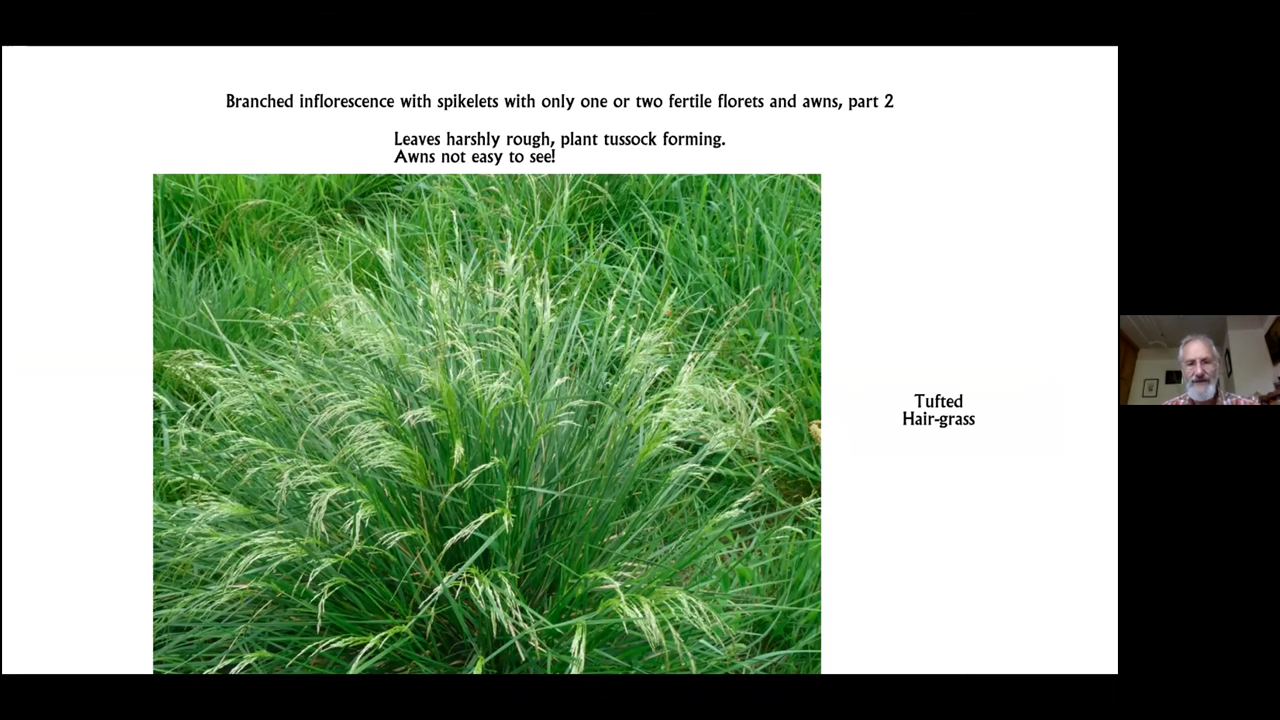 Branched inflorescence with spikelets with only one or two fertile florets and awns, part 2
Leaves harshly rough, plant tussock forming.
Awns not easy to see!
Tufted
Hair-grass